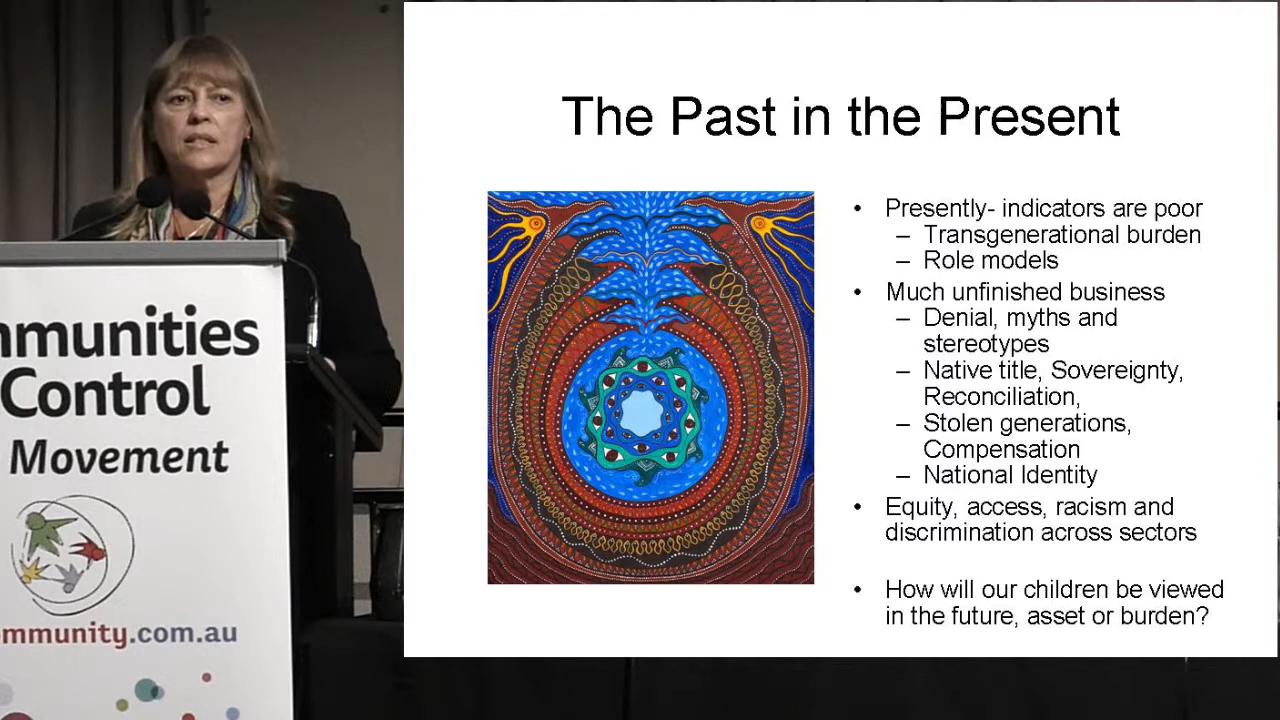 Communities
Control
Movement
ommunity.com.au
The Past in the Present
• Presently- indicators are poor
– Transgenerational burden
– Role models
• Much unfinished business
– Denial, myths and
stereotypes
– Native title, Sovereignty,
Reconciliation,
– Stolen generations,
Compensation
– National Identity
• Equity, access, racism and
discrimination across sectors
• How will our children be viewed
in the future, asset or burden?